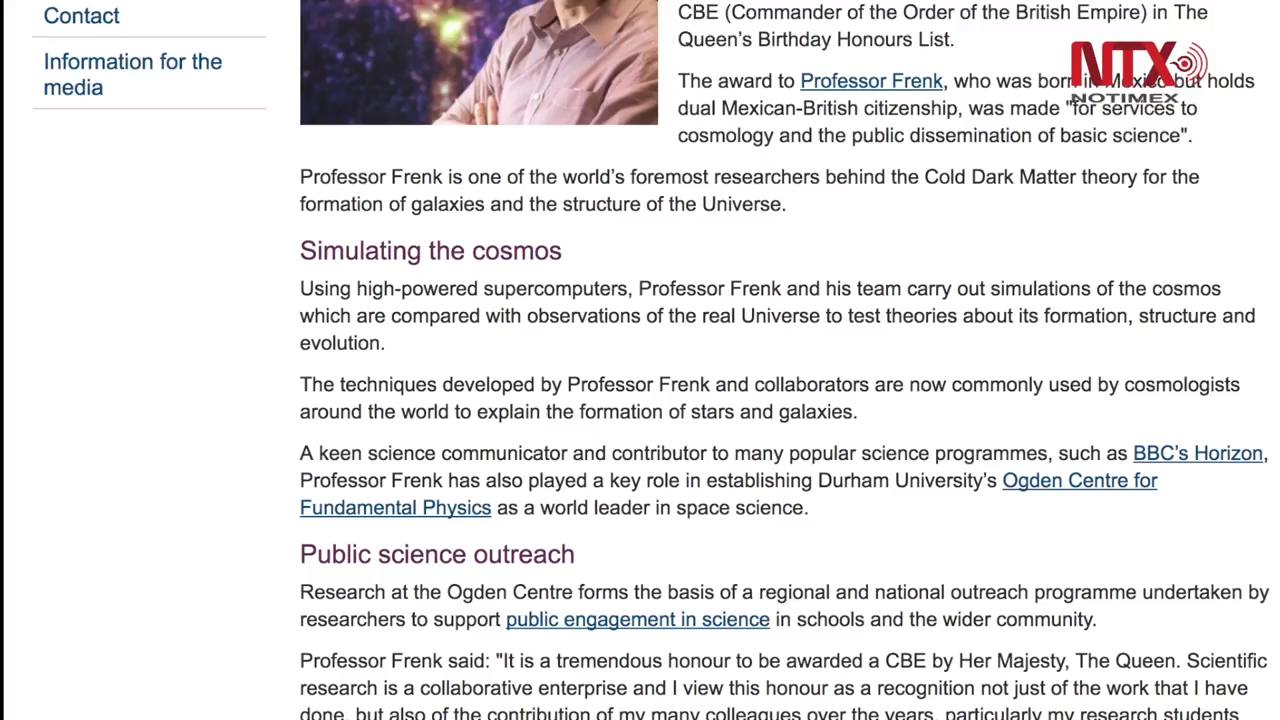 Contact
Information for the
media
CBE (Commander of the Order of the British Empire) in The
Queen's Birthday Honours List.
NTX
NOTIMEX
The award to Professor Frenk, who was born in Mexico but holds
dual Mexican-British citizenship, was made "for services to
cosmology and the public dissemination of basic science".
Professor Frenk is one of the world's foremost researchers behind the Cold Dark Matter theory for the
formation of galaxies and the structure of the Universe.
Simulating the cosmos
Using high-powered supercomputers, Professor Frenk and his team carry out simulations of the cosmos
which are compared with observations of the real Universe to test theories about its formation, structure and
evolution.
The techniques developed by Professor Frenk and collaborators are now commonly used by cosmologists
around the world to explain the formation of stars and galaxies.
A keen science communicator and contributor to many popular science programmes, such as BBC's Horizon,
Professor Frenk has also played a key role in establishing Durham University's Ogden Centre for
Fundamental Physics as a world leader in space science.
Public science outreach
Research at the Ogden Centre forms the basis of a regional and national outreach programme undertaken by
researchers to support public engagement in science in schools and the wider community.
Professor Frenk said: "It is a tremendous honour to be awarded a CBE by Her Majesty, The Queen. Scientific
research is a collaborative enterprise and I view this honour as a recognition not just of the work that I have
done, but also of the contribution of my many colleagues over the years, particularly my research students